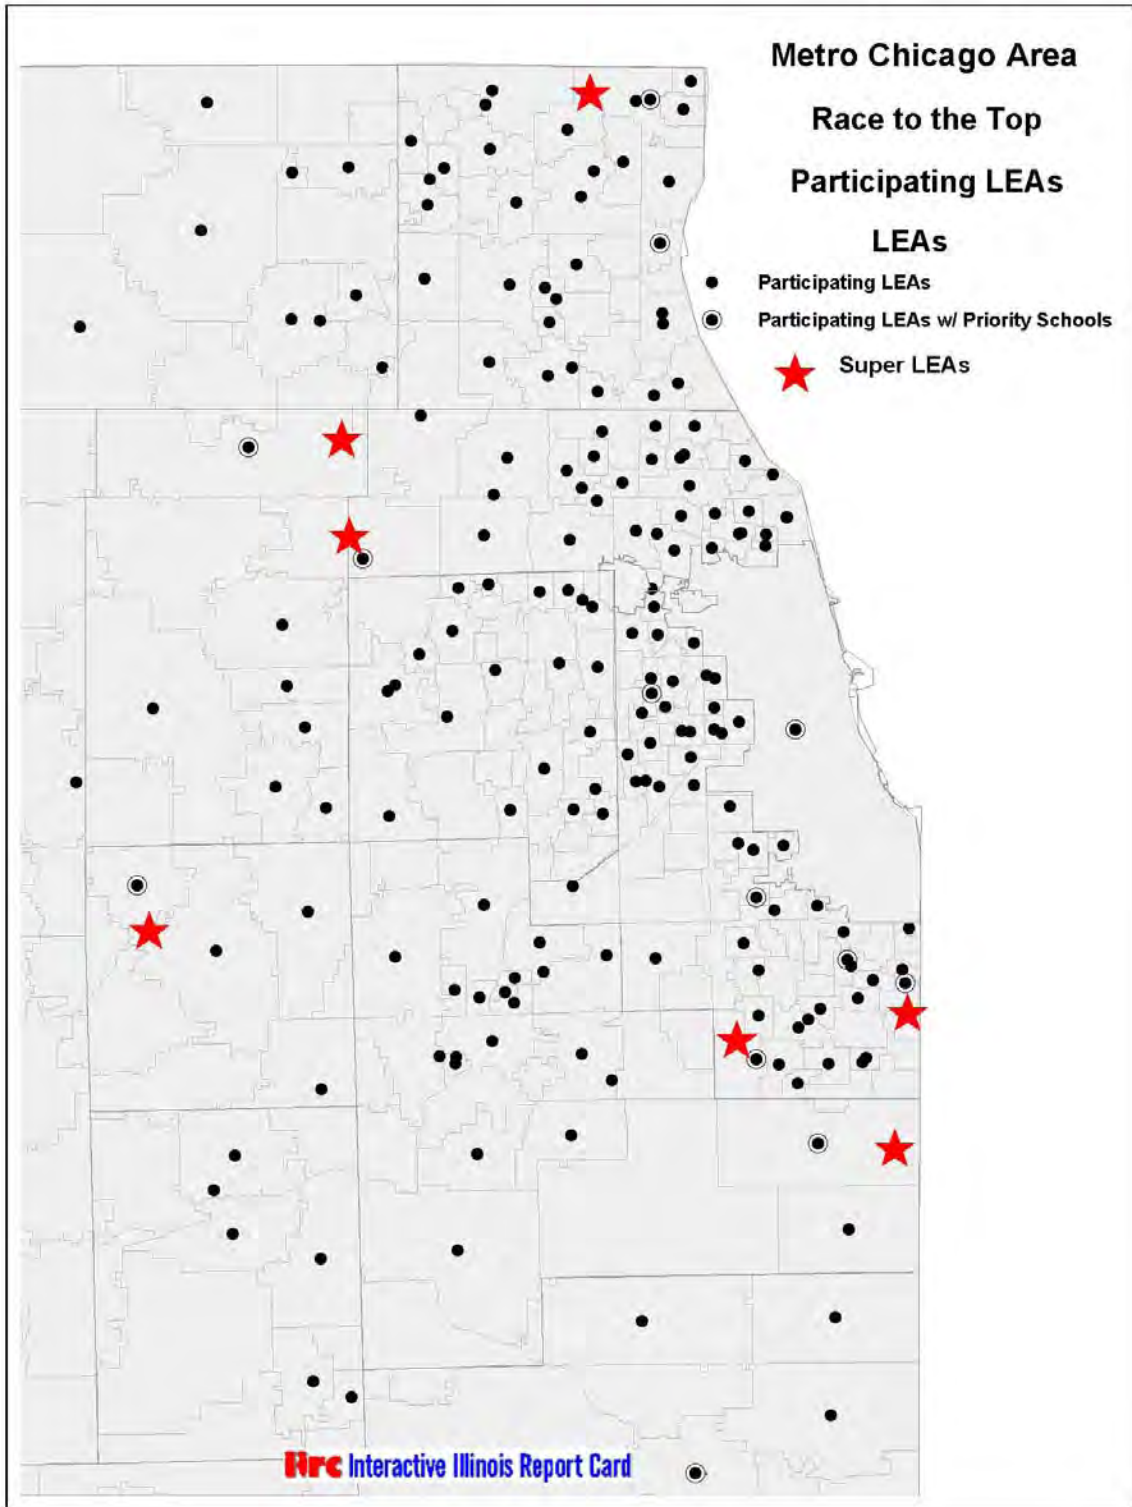 Metro Chicago Area
Race to the Top
Participating LEAs
LEAs
Participating LEAs
Participating LEAs w/ Priority Schools
Super LEAs
iirc Interactive Illinois Report Card